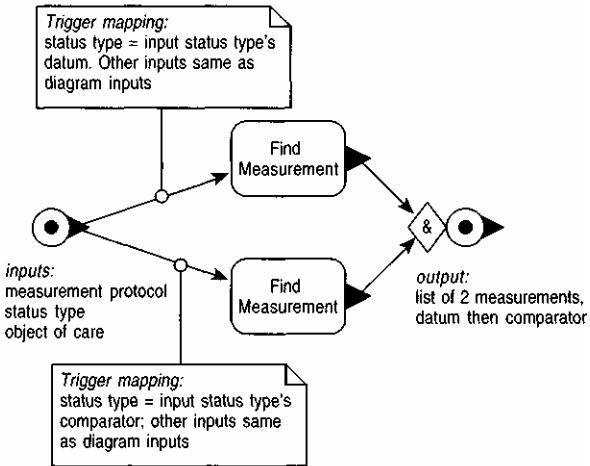 Trigger mapping:
status type = input status type's
datum. Other inputs same as
diagram inputs
Find
Measurement
&
inputs:
measurement protocol
status type
object of care
Find
Measurement
output:
list of 2 measurements,
datum then comparator
Trigger mapping:
status type = input status type's
comparator; other inputs same
as diagram inputs